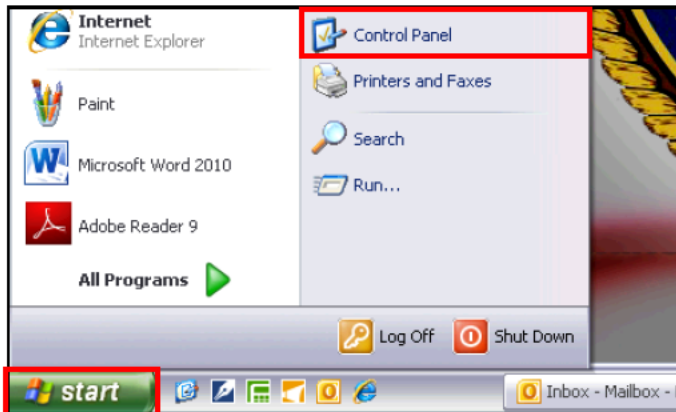 Internet
Internet Explorer
Paint
Microsoft Word 2010
Adobe Reader 9
All Programs
Control Panel
Printers and Faxes
Search
Run...
Log Off
Shut Down
start
Inbox - Mailbox -